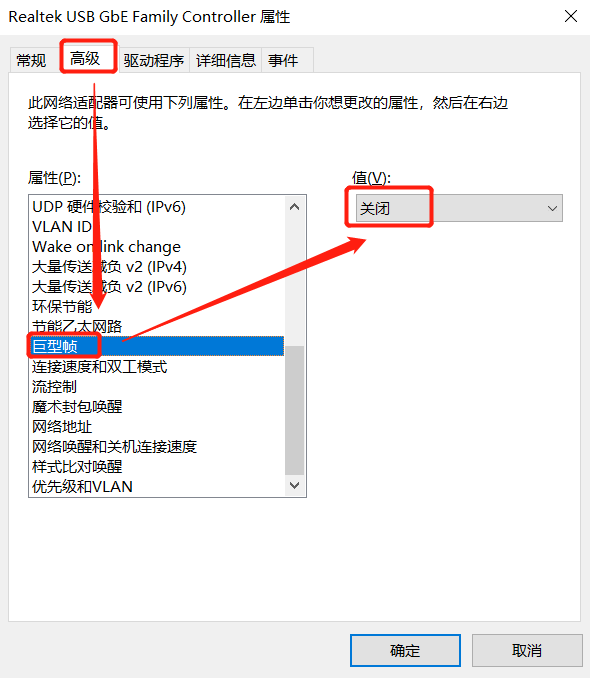 Realtek USB GbE Family Controller 属性
常规
高级
驱动程序
详细信息
事件
此网络适配器可使用下列属性。在左边单击你想更改的属性，然后在右边
选择它的值。
属性(P):
值(V):
UDP 硬件校验和 (IPv6)
VLAN ID
Wake on link change
大量传送减负 v2 (IPv4)
大量传送减负 v2 (IPv6)
环保节能
节能乙太网路
巨型帧
连接速度和双工模式
流控制
魔术封包唤醒
网络地址
网络唤醒和关机连接速度
样式比对唤醒
优先级和VLAN
关闭
确定
取消